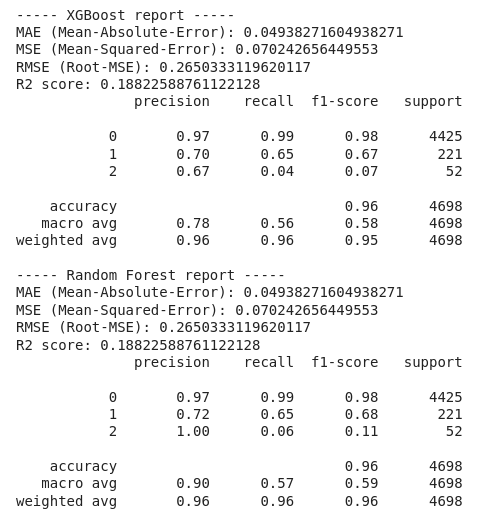 ----- XGBoost report -----
MAE (Mean-Absolute-Error): 0.04938271604938271
MSE (Mean-Squared-Error): 0.070242656449553
RMSE (Root-MSE): 0.2650333119620117
R2 score: 0.18822588761122128
precision recall f1-score support
0 0.97 0.99 0.98 4425
1 0.70 0.65 0.67 221
2 0.67 0.04 0.07 52
accuracy 0.96 4698
macro avg 0.78 0.56 0.58 4698
weighted avg 0.96 0.96 0.95 4698
----- Random Forest report -----
MAE (Mean-Absolute-Error): 0.04938271604938271
MSE (Mean-Squared-Error): 0.070242656449553
RMSE (Root-MSE): 0.2650333119620117
R2 score: 0.18822588761122128
precision recall f1-score support
0 0.97 0.99 0.98 4425
1 0.72 0.65 0.68 221
2 1.00 0.06 0.11 52
accuracy 0.96 4698
macro avg 0.90 0.57 0.59 4698
weighted avg 0.96 0.96 0.96 4698